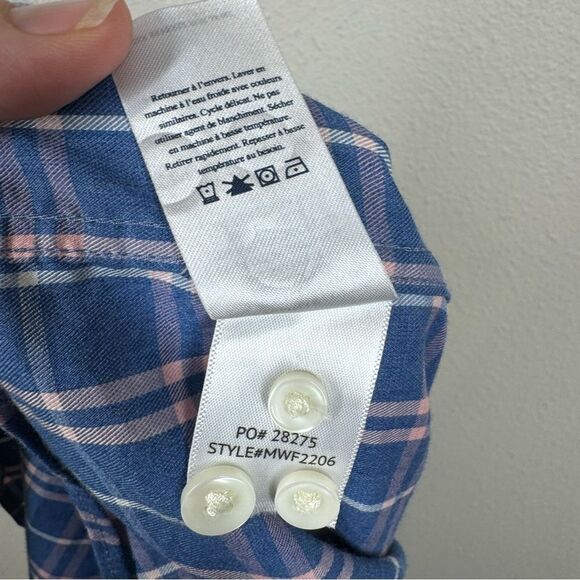 Retourner à l'envers. Laver en
machine à l'eau froide avec couleurs
similaires. Cycle délicat. Ne pas
utiliser agent de blanchiment. Sécher
en machine à basse température.
Retirer rapidement. Repasser à basse
température au besoin.
PO# 28275
STYLE#MWF2206